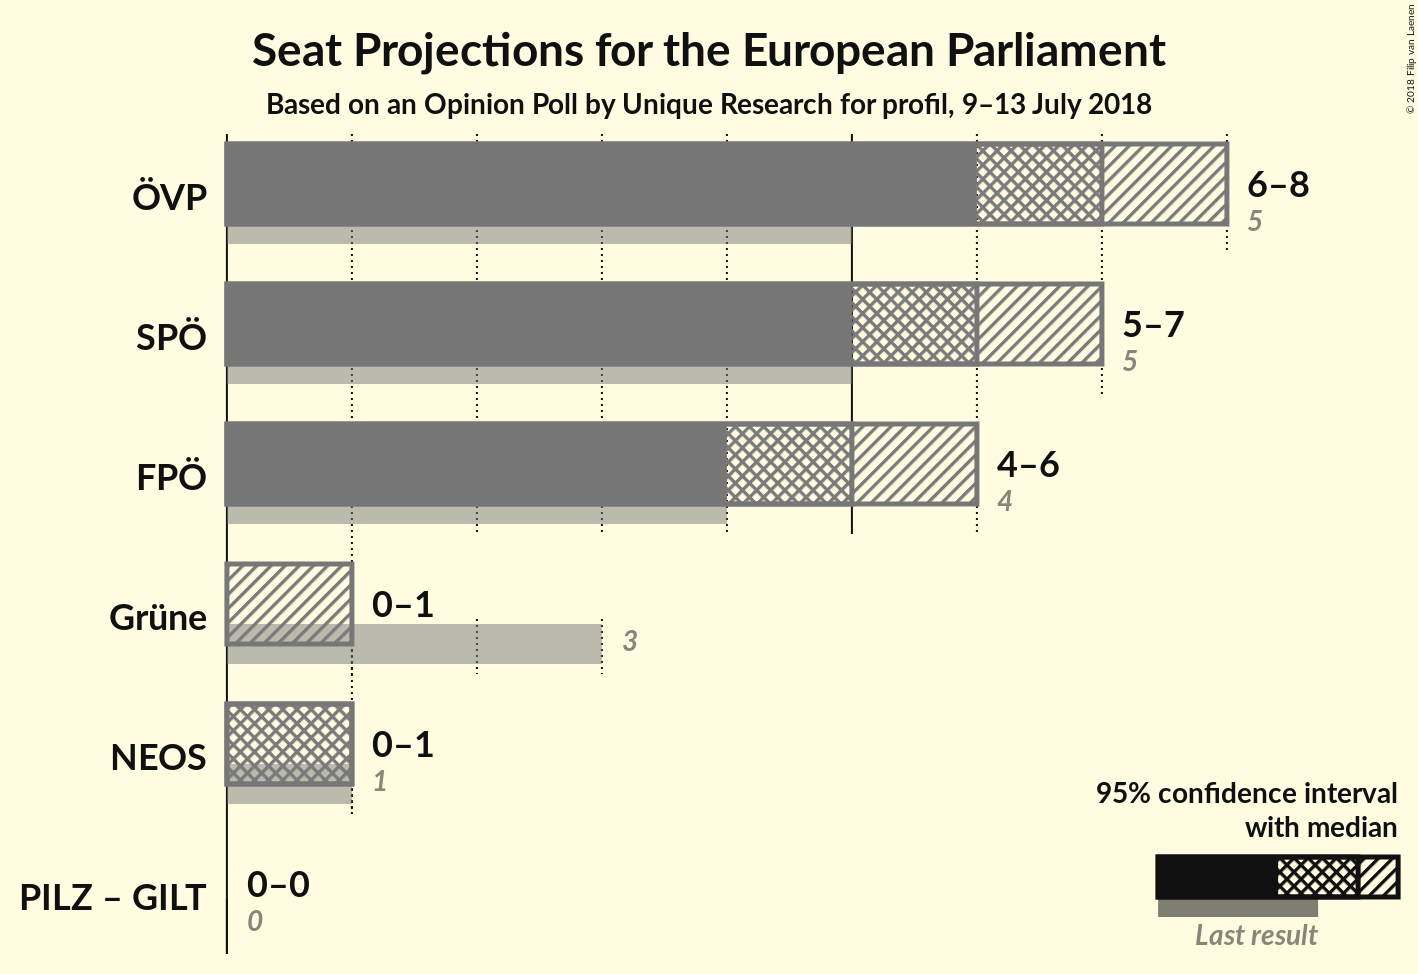 Seat Projections for the European Parliament
Based on an Opinion Poll by Unique Research for profil, 9–13 July 2018
© 2018 Filip van Laenen
ÖVP
6–8
5
SPÖ
5–7
5
FPÖ
4–6
4
Grüne
0–1
3
NEOS
0–1
1
PILZ – GILT
0–0
0
95% confidence interval
with median
Last result